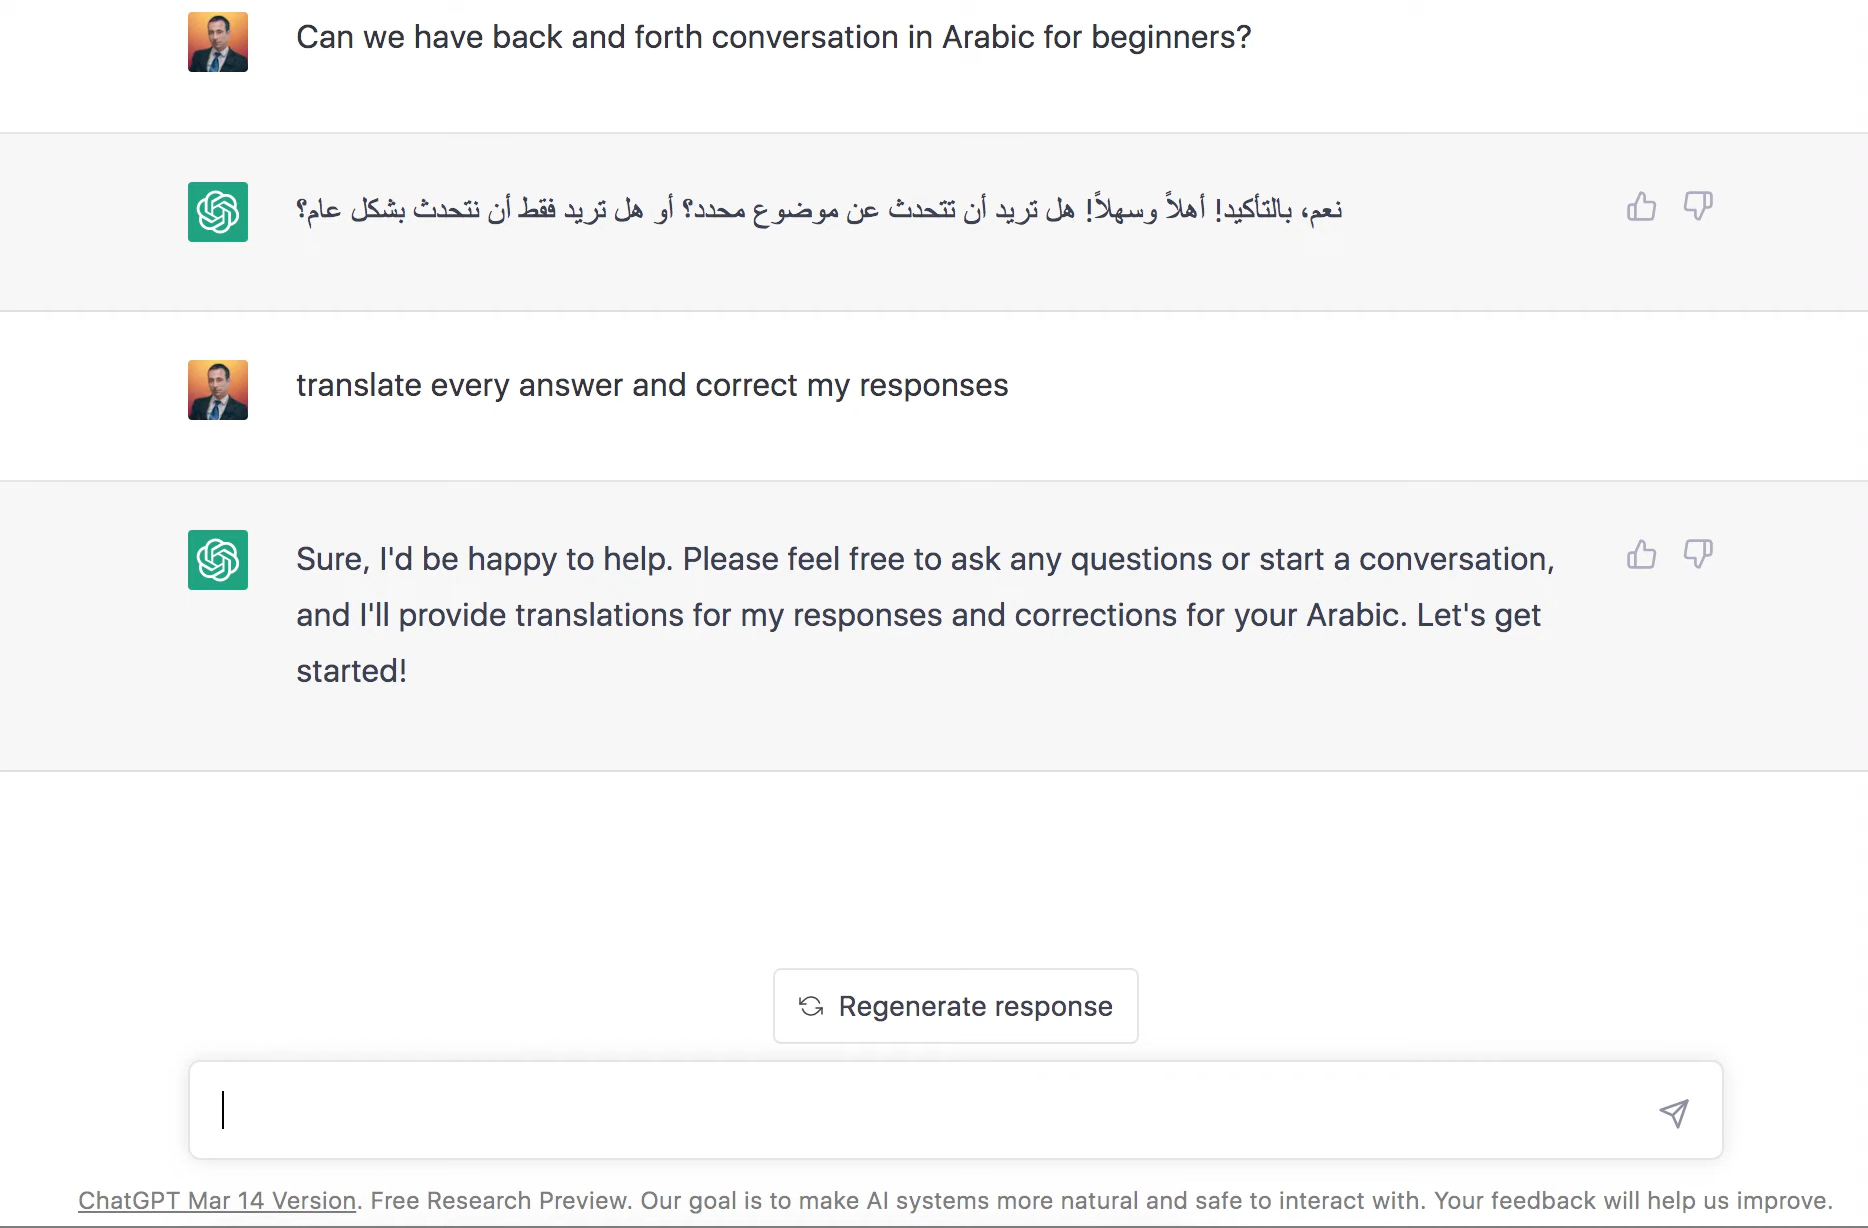 Can we have back and forth conversation in Arabic for beginners?
نعم، بالتأكيد! أهلاً وسهلاً! هل تريد أن تتحدث عن موضوع محدد؟ أو هل تريد فقط أن نتحدث بشكل عام؟
translate every answer and correct my responses
Sure, I'd be happy to help. Please feel free to ask any questions or start a conversation,
and I'll provide translations for my responses and corrections for your Arabic. Let's get
started!
Regenerate response
ChatGPT Mar 14 Version. Free Research Preview. Our goal is to make AI systems more natural and safe to interact with. Your feedback will help us improve.